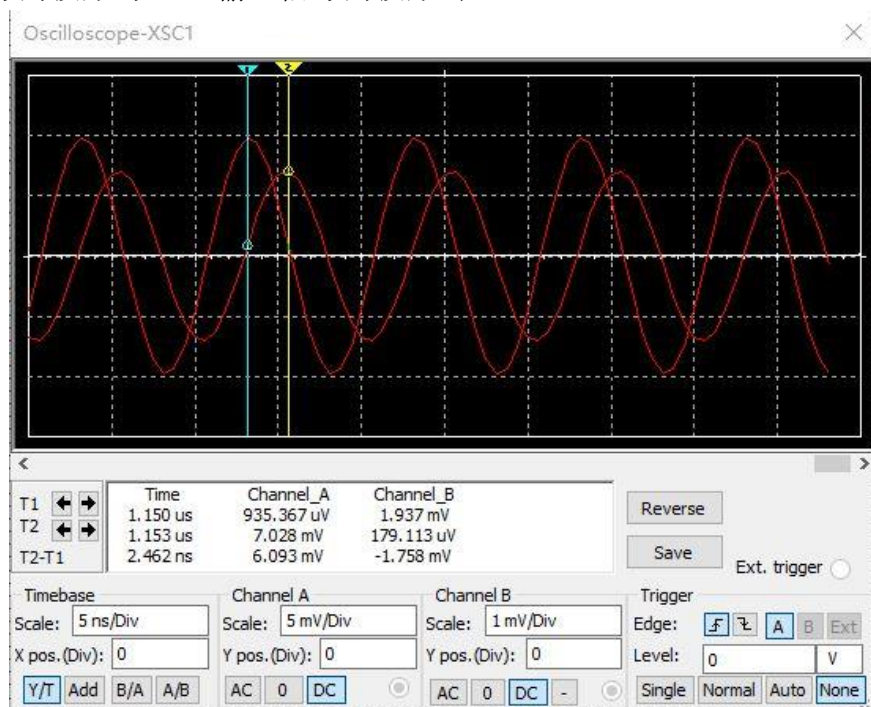 Oscilloscope-XSC1
1
2
T1
T2
T2-T1
Time Channel_A Channel_B
1.150 us 935.367 uV 1.937 mV
1.153 us 7.028 mV 179.113 uV
2.462 ns 6.093 mV -1.758 mV
Reverse
Save
Ext. trigger
Timebase
Scale: 5 ns/Div
X pos.(Div): 0
Y/T Add B/A A/B
Channel A
Scale: 5 mV/Div
Y pos.(Div): 0
AC 0 DC
Channel B
Scale: 1 mV/Div
Y pos.(Div): 0
AC 0 DC -
Trigger
Edge: A B Ext
Level: 0 V
Single Normal Auto None